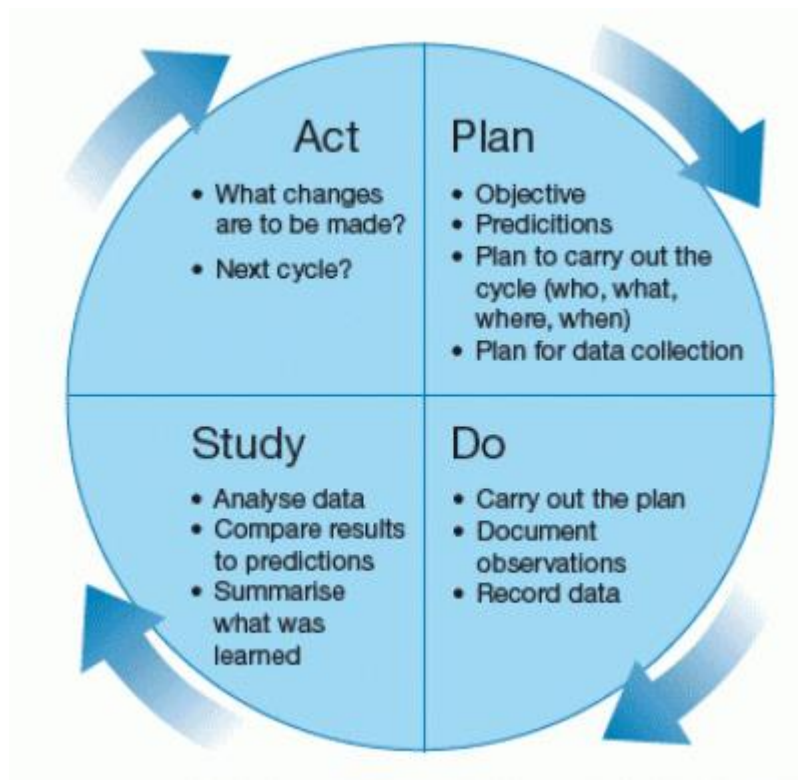 Act
• What changes
are to be made?
• Next cycle?
Plan
• Objective
• Predicitions
• Plan to carry out the
cycle (who, what,
where, when)
• Plan for data collection
Study
• Analyse data
• Compare results
to predictions
• Summarise
what was
learned
Do
• Carry out the plan
• Document
observations
• Record data